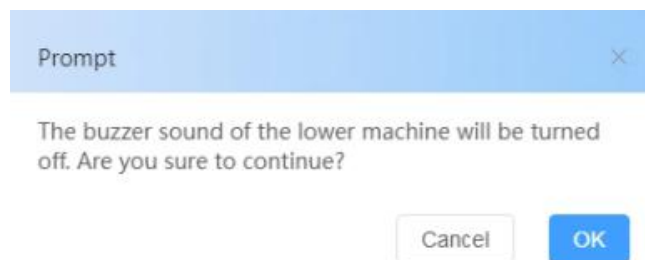 Prompt
The buzzer sound of the lower machine will be turned
off. Are you sure to continue?
Cancel OK